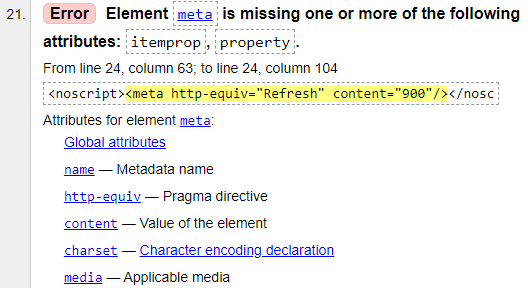 21. Error Element meta is missing one or more of the following
attributes: itemprop, property.
From line 24, column 63; to line 24, column 104
<noscript><meta http-equiv="Refresh" content="900"/></nosc
Attributes for element meta:
Global attributes
name — Metadata name
http-equiv — Pragma directive
content — Value of the element
charset — Character encoding declaration
media — Applicable media